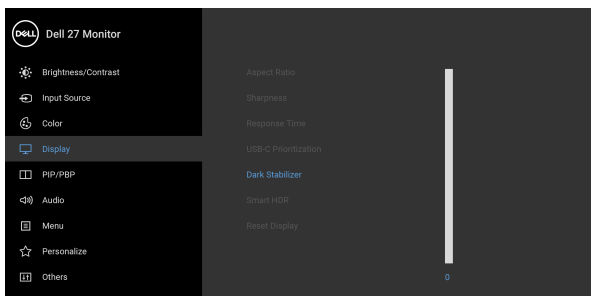 DELL Dell 27 Monitor
Brightness/Contrast
Aspect Ratio
Input Source
Sharpness
Color
Response Time
Display
USB-C Prioritization
PIP/PBP
Dark Stabilizer
Audio
Smart HDR
Menu
Reset Display
Personalize
Others
0